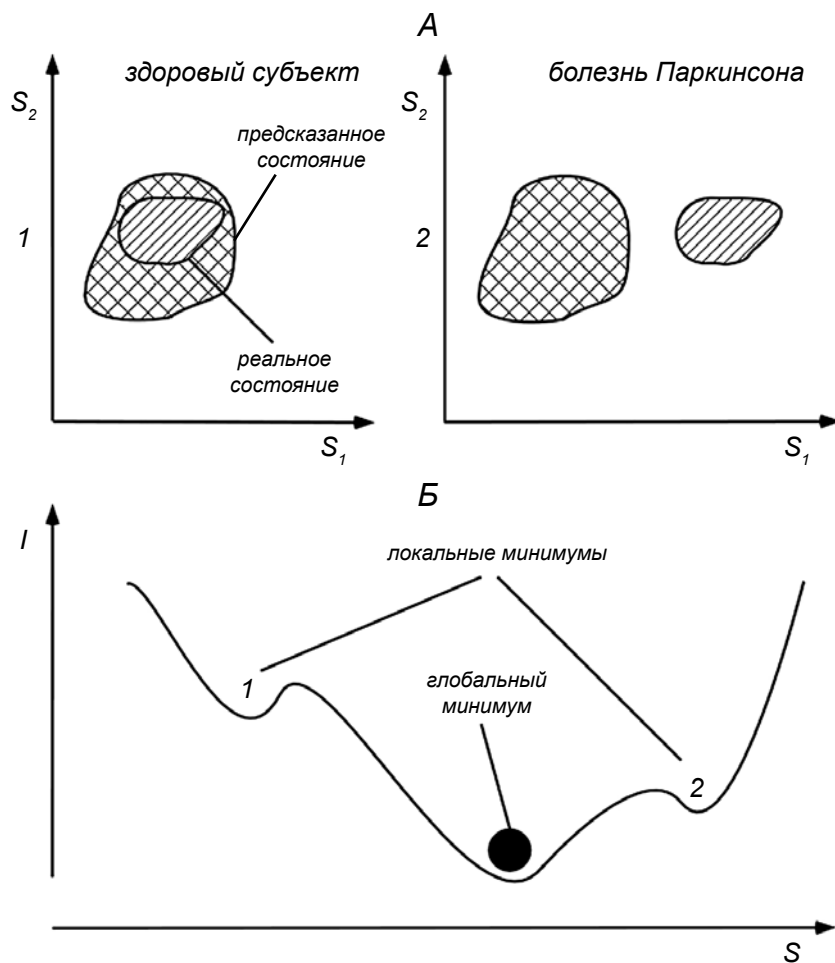 А
здоровый субъект
болезнь Паркинсона
S₂
предсказанное
состояние
1
реальное
состояние
S₁
S₂
2
S₁
Б
I
локальные минимумы
1
глобальный
минимум
2
S